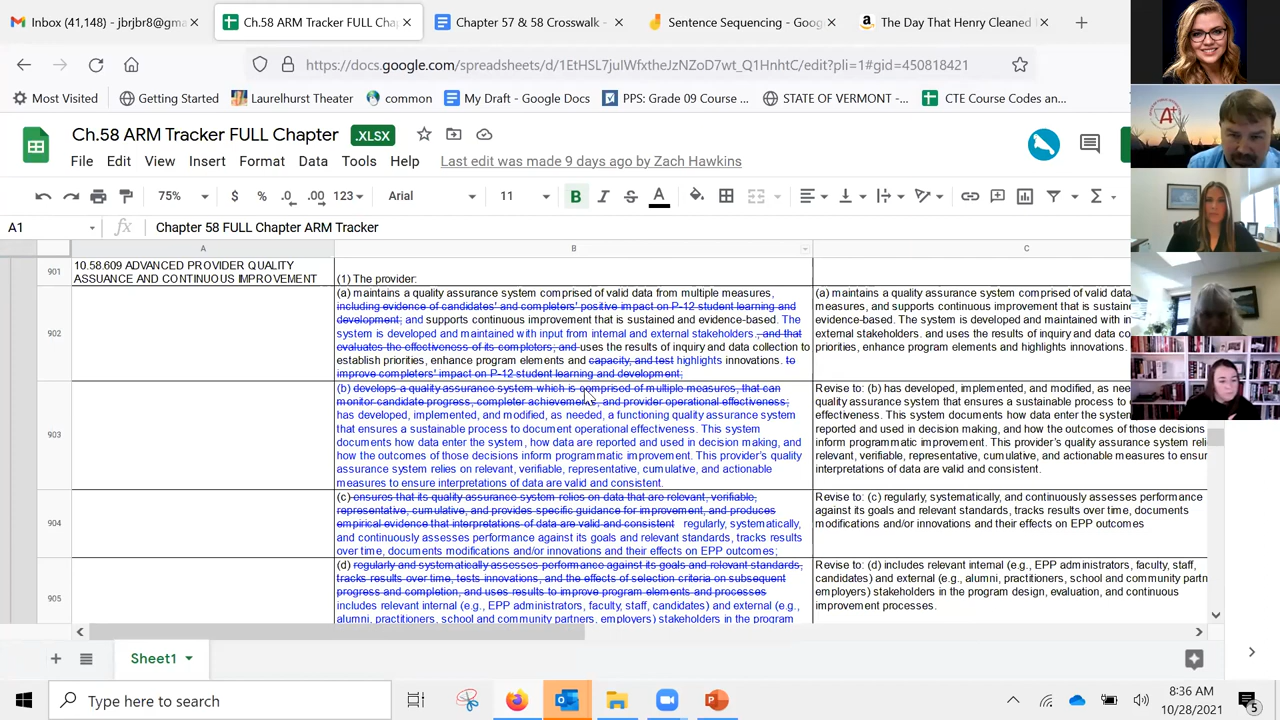 Inbox (41,148) - jbrjbr8@gma
Ch.58 ARM Tracker FULL Cha
Chapter 57 & 58 Crosswalk -
Sentence Sequencing - Goo
The Day That Henry Cleaned
https://docs.google.com/spreadsheets/d/1EtHSL7julWfxtheJzNZoD7wt_Q1HnhtC/edit?pli=1#gid=450818421
Most Visited
Getting Started
Laurelhurst Theater
common
My Draft - Google Docs
PPS: Grade 09 Course ...
STATE OF VERMONT -...
CTE Course Codes an...
Ch.58 ARM Tracker FULL Chapter
.XLSX
File Edit View Insert Format Data Tools Help
Last edit was made 9 days ago by Zach Hawkins
75% $ % .0 .00 123 Arial 11 B I S A
A1
fx
Chapter 58 FULL Chapter ARM Tracker
A B C
901
10.58.609 ADVANCED PROVIDER QUALITY
ASSUANCE AND CONTINUOUS IMPROVEMENT
(1) The provider:
902
(a) maintains a quality assurance system comprised of valid data from multiple measures,
including evidence of candidates' and completers' positive impact on P-12 student learning and
development; and supports continuous improvement that is sustained and evidence-based. The
system is developed and maintained with input from internal and external stakeholders. , and that
evaluates the effectiveness of its completers; and uses the results of inquiry and data collection to
establish priorities, enhance program elements and capacity, and test highlights innovations. to
improve completers' impact on P-12 student learning and development;
(a) maintains a quality assurance system comprised of valid data
measures, and supports continuous improvement that is sustained
evidence-based. The system is developed and maintained with in
external stakeholders. and uses the results of inquiry and data co
priorities, enhance program elements and highlights innovations.
903
(b) develops a quality assurance system which is comprised of multiple measures, that can
monitor candidate progress, completer achievements, and provider operational effectiveness;
has developed, implemented, and modified, as needed, a functioning quality assurance system
that ensures a sustainable process to document operational effectiveness. This system
documents how data enter the system, how data are reported and used in decision making, and
how the outcomes of those decisions inform programmatic improvement. This provider's quality
assurance system relies on relevant, verifiable, representative, cumulative, and actionable
measures to ensure interpretations of data are valid and consistent.
Revise to: (b) has developed, implemented, and modified, as nee
quality assurance system that ensures a sustainable process to
effectiveness. This system documents how data enter the system
reported and used in decision making, and how the outcomes of t
inform programmatic improvement. This provider's quality
assurance system reli
relevant, verifiable, representative, cumulative, and actionable measures to ensur
interpretations of data are valid and consistent.
904
(c) ensures that its quality assurance system relies on data that are relevant, verifiable,
representative, cumulative, and provides specific guidance for improvement, and produces
empirical evidence that interpretations of data are valid and consistent regularly, systematically,
and continuously assesses performance against its goals and relevant standards, tracks results
over time, documents modifications and/or innovations and their effects on EPP outcomes;
Revise to: (c) regularly, systematically, and continuously assesses performance
against its goals and relevant standards, tracks results over time, documents
modifications and/or innovations and their effects on EPP outcomes
905
(d) regularly and systematically assesses performance against its goals and relevant standards,
tracks results over time, tests innovations, and the effects of selection criteria on subsequent
progress and completion, and uses results to improve program elements and processes
includes relevant internal (e.g., EPP administrators, faculty, staff, candidates) and external (e.g.,
alumni, practitioners, school and community partners, employers) stakeholders in the program
Revise to: (d) includes relevant internal (e.g., EPP administrators, faculty, staff,
candidates) and external (e.g., alumni, practitioners, school and community partn
employers) stakeholders in the program design, evaluation, and continuous
improvement processes.
Sheet1
Type here to search
8:36 AM
10/28/2021
5